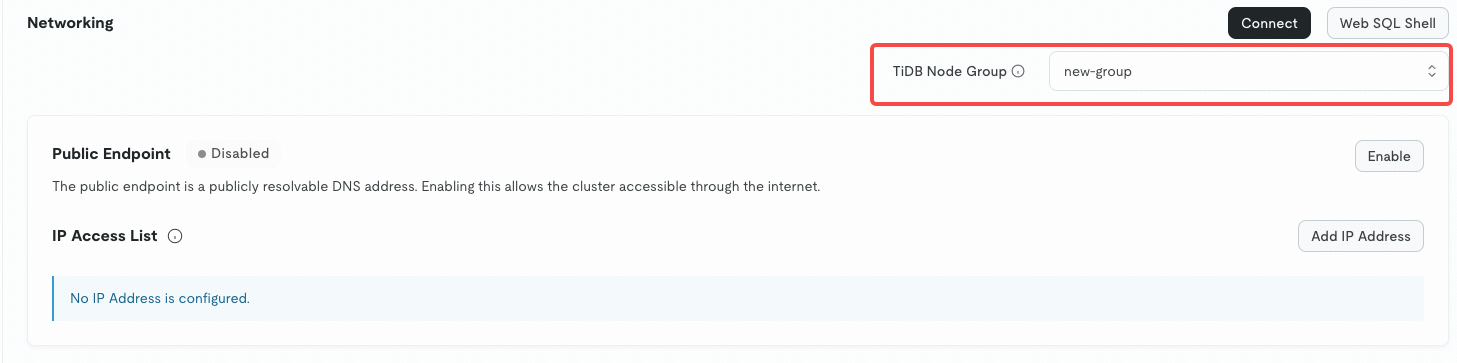 Networking
Connect
Web SQL Shell
TiDB Node Group
new-group
Public Endpoint
Disabled
Enable
The public endpoint is a publicly resolvable DNS address. Enabling this allows the cluster accessible through the internet.
IP Access List
Add IP Address
No IP Address is configured.